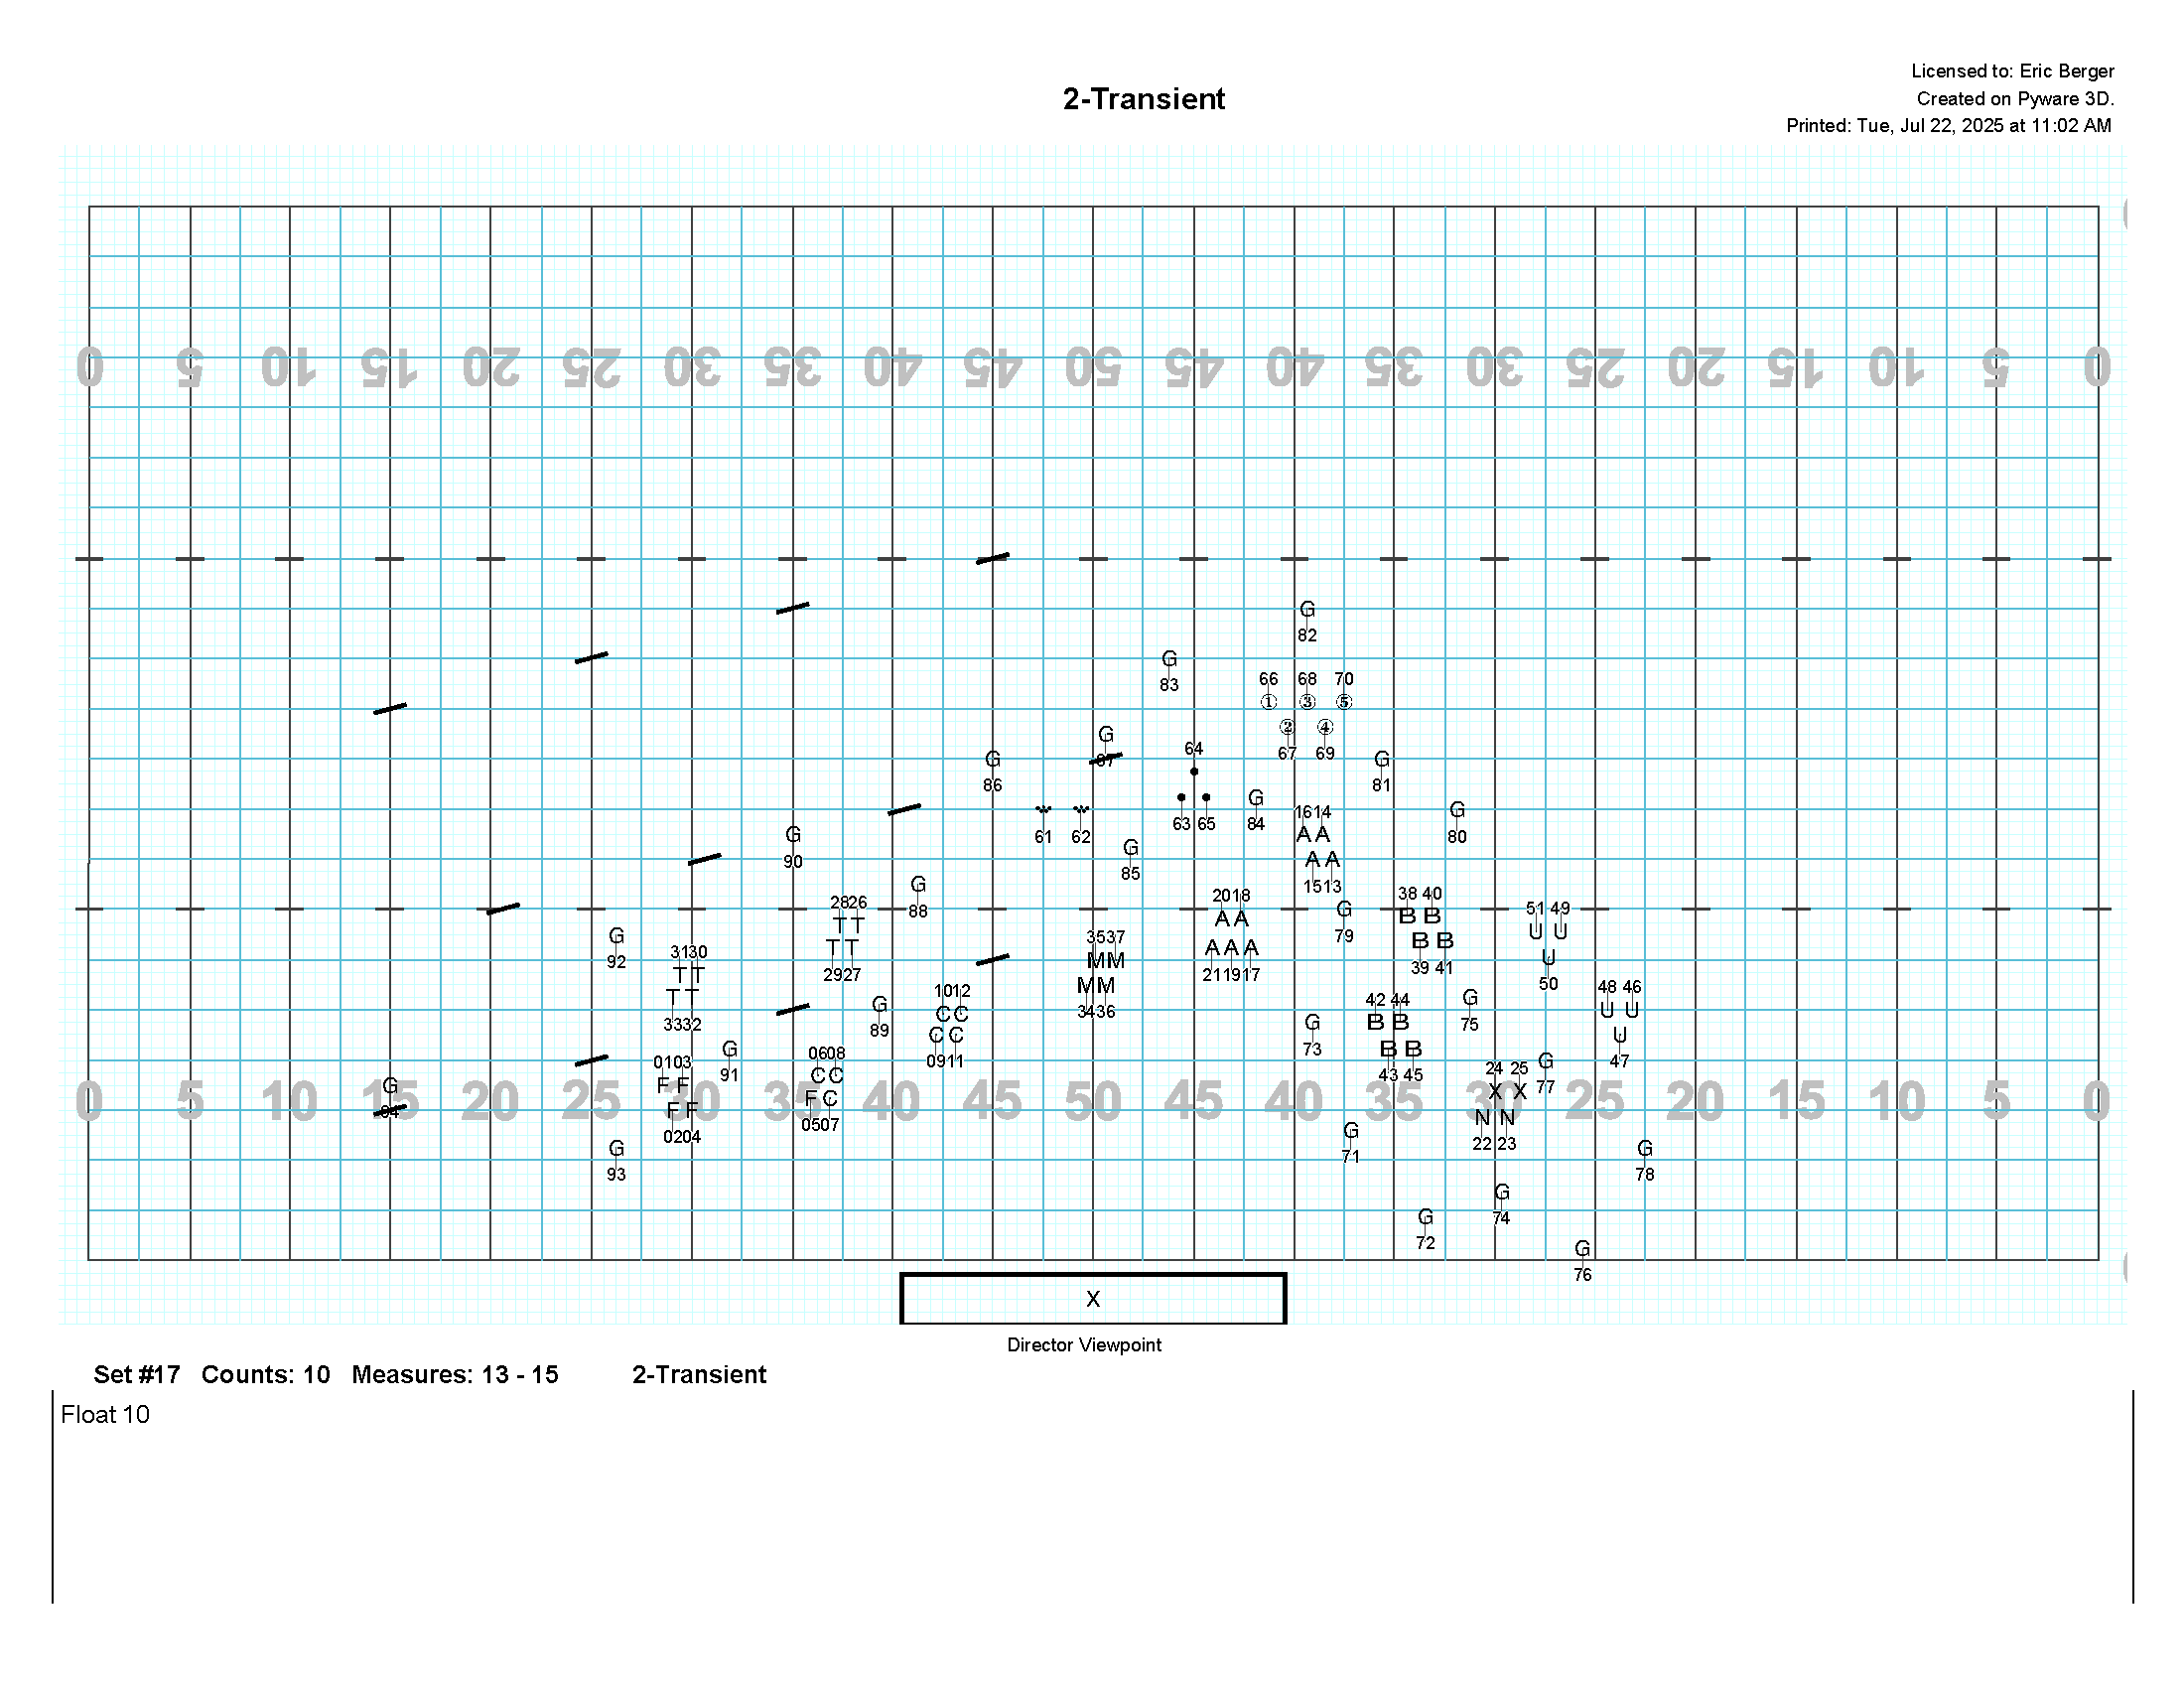 Licensed to: Eric Berger
2-Transient
Created on Pyware 3D.
Printed: Tue, Jul 22, 2025 at 11:02 AM
0 5 10 15 20 25 30 35 40 45 50 45 40 35 30 25 20 15 10 5 0
G
82
G
83
66 68 70
1 3 5
2 4
67 69
G
87
64
G
86
G
81
G
84
63 65
61 62
1614
A A
G
80
G
90
G
85
A A
1513
G
88
2826
T T
T T
2927
2018
A A
A A A
211917
G
79
38 40
B B
B B
39 41
51 49
U U
U
50
G
92
3130
T T
T T
3332
3537
MM
MM
3436
1012
C C
C C
0911
G
89
42 44
B B
B B
43 45
G
75
48 46
U U
U
47
G
73
G
91
0103
F F
F F
0204
0608
C C
F C
0507
24 25
X X
N N
22 23
G
77
G
94
0 5 10 15 20 25 30 35 40 45 50 45 40 35 30 25 20 15 10 5 0
G
93
G
71
G
78
G
74
G
72
G
76
X
Director Viewpoint
Set #17 Counts: 10 Measures: 13 - 15 2-Transient
Float 10